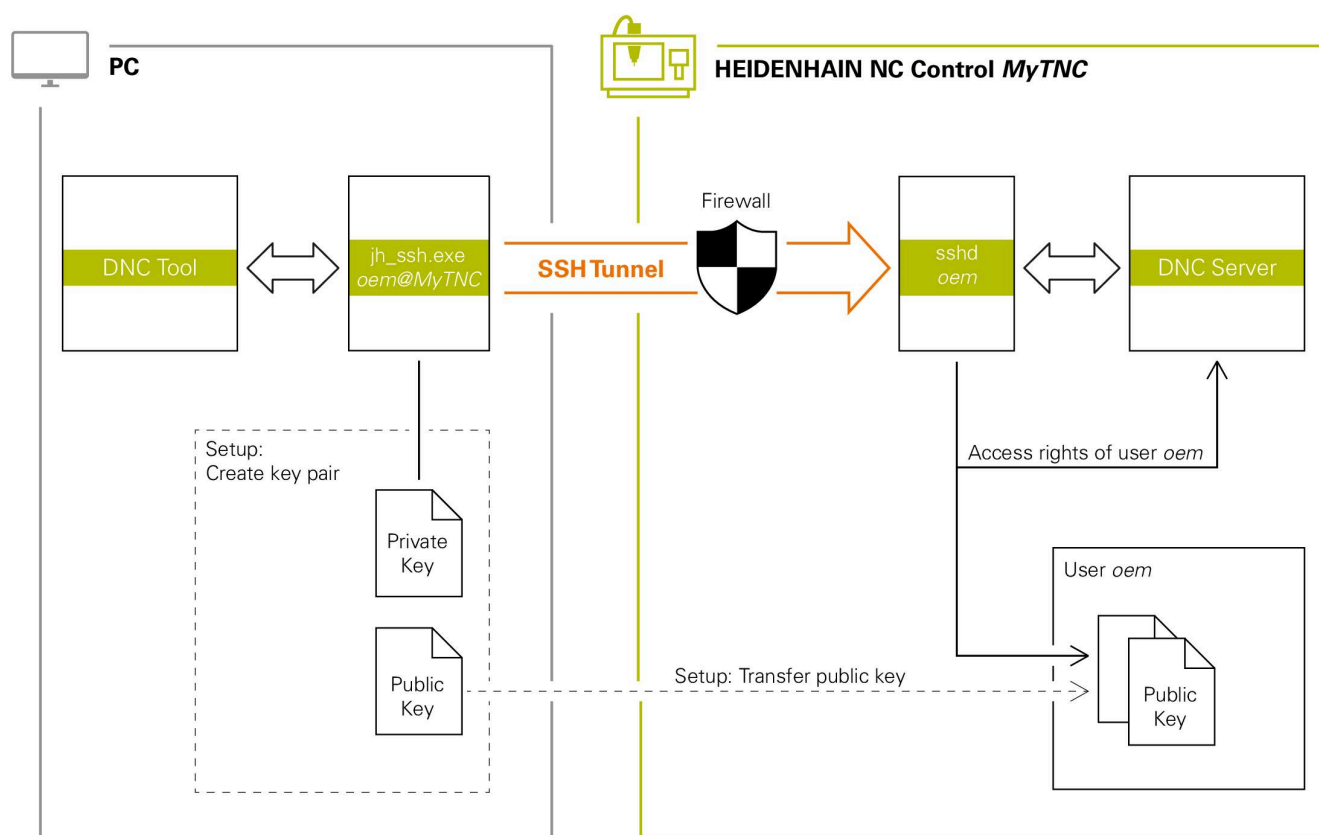 PC
HEIDENHAIN NC Control MyTNC
Firewall
DNC Tool
jh_ssh.exe
oem@MyTNC
SSH Tunnel
sshd
oem
DNC Server
Setup:
Create key pair
Access rights of user oem
Private
Key
User oem
Public
Key
Setup: Transfer public key
Public
Key